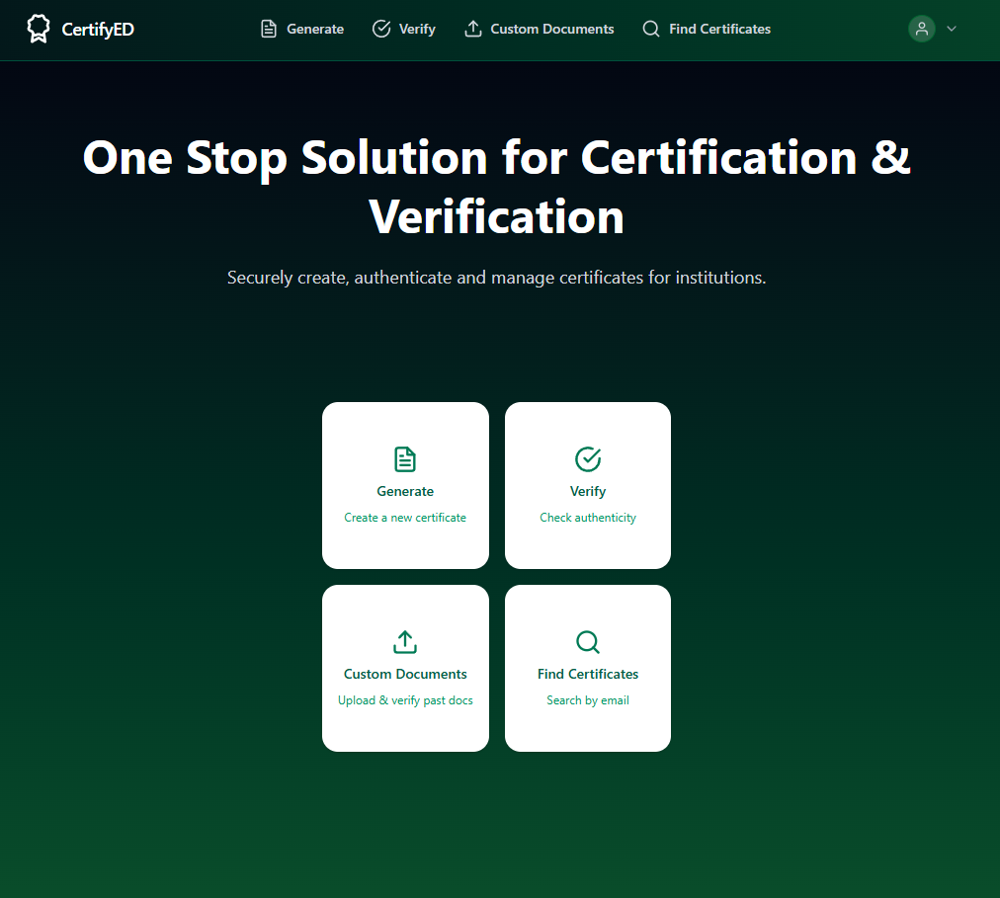 CertifyED
Generate
Verify
Custom Documents
Find Certificates
One Stop Solution for Certification &
Verification
Securely create, authenticate and manage certificates for institutions.
Generate
Create a new certificate
Verify
Check authenticity
Custom Documents
Upload & verify past docs
Find Certificates
Search by email